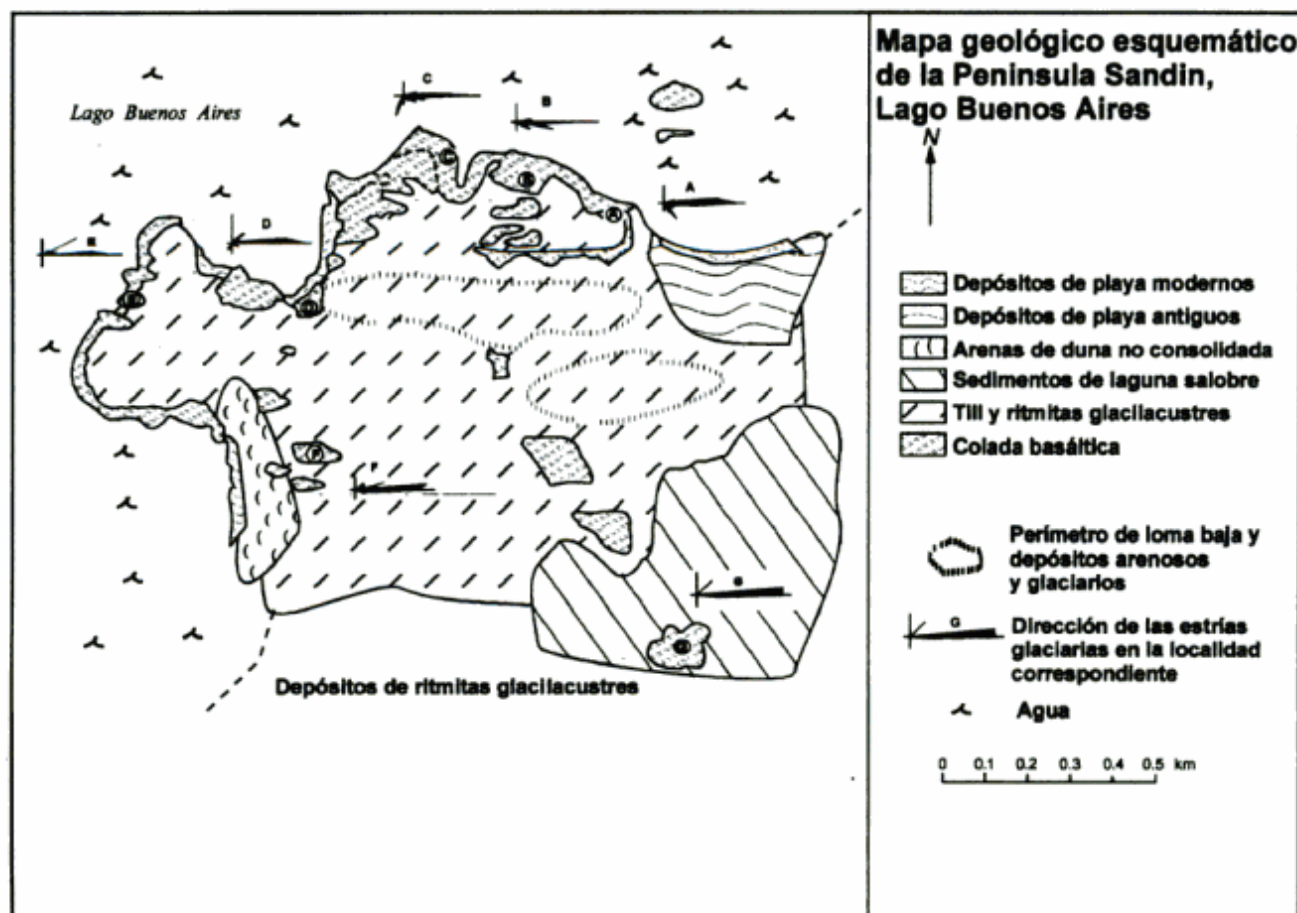 Mapa geológico esquemático
de la Peninsula Sandin,
Lago Buenos Aires
N
Lago Buenos Aires
C
B
A
D
F
G
Depósitos de ritmitas glacilacustres
Depósitos de playa modernos
Depósitos de playa antiguos
Arenas de duna no consolidada
Sedimentos de laguna salobre
Till y ritmitas glacilacustres
Colada basáltica
Perímetro de loma baja y
depósitos arenosos
y glaciarios
G
Dirección de las estrías
glaciarias en la localidad
correspondiente
Agua
0 0.1 0.2 0.3 0.4 0.5 km